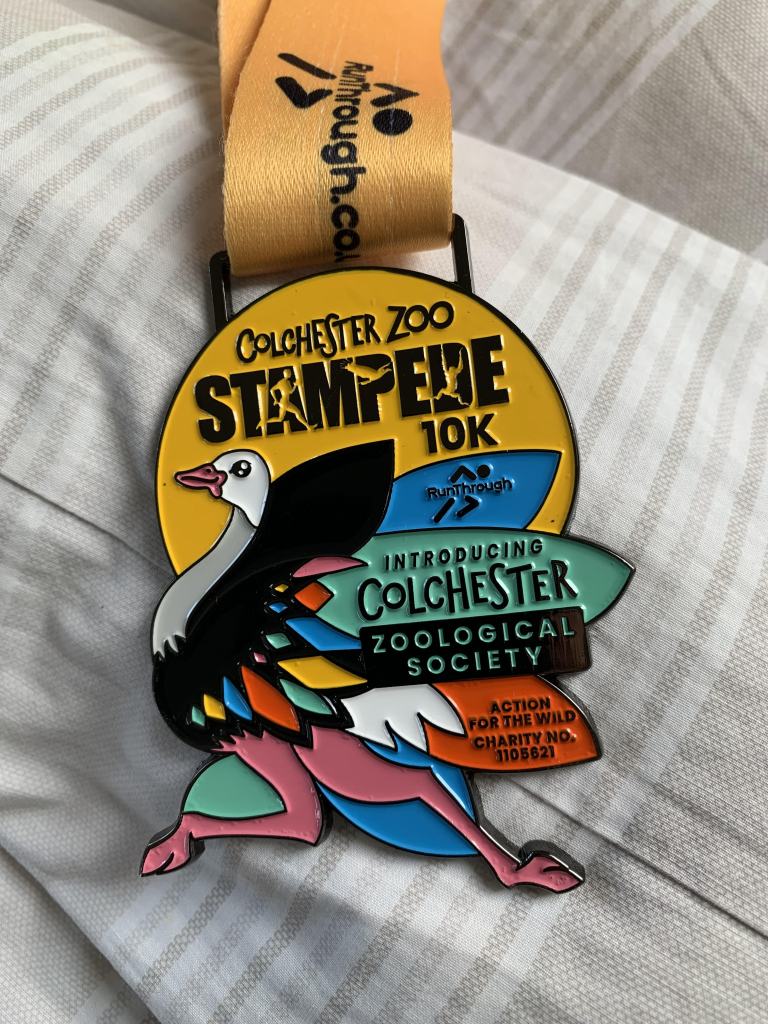 RunThrough.co
COLCHESTER ZOO
STAMPEDE
10K
RunThrough
INTRODUCING
COLCHESTER
ZOOLOGICAL
SOCIETY
ACTION
FOR THE WILD
CHARITY NO.
1105621